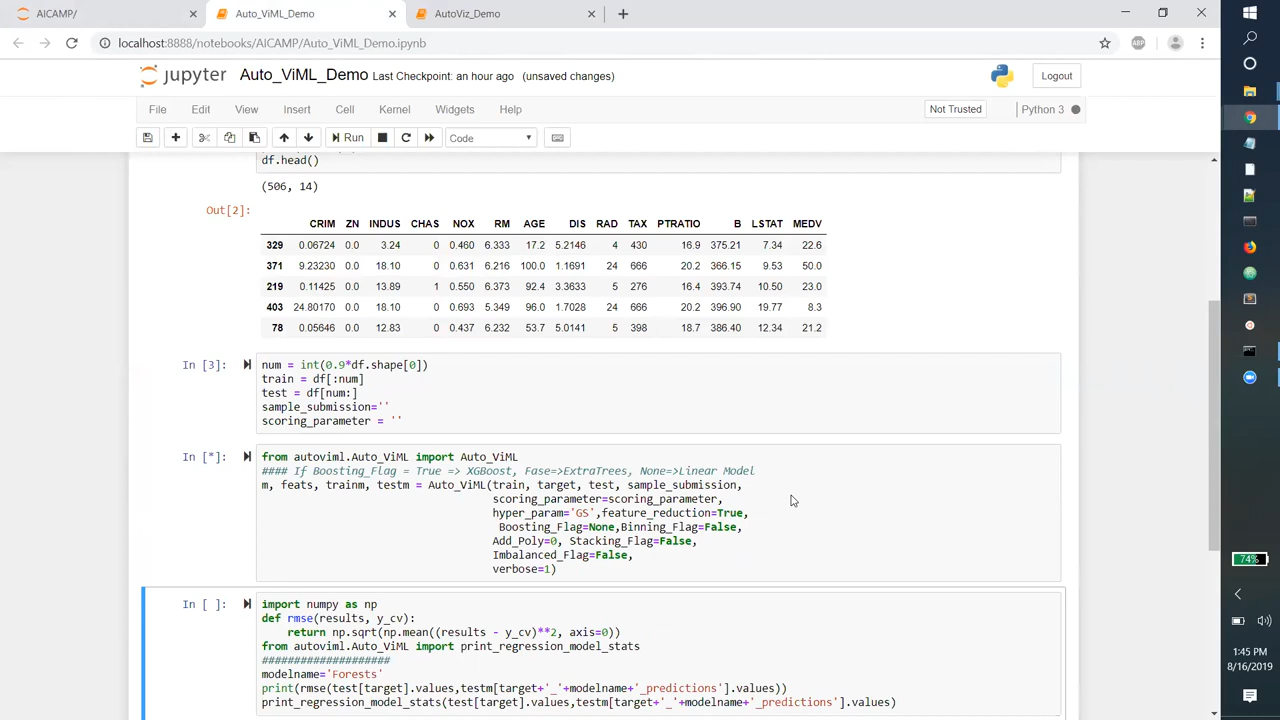 AICAMP/
Auto_ViML_Demo
AutoViz_Demo
localhost:8888/notebooks/AICAMP/Auto_ViML_Demo.ipynb
ABP
jupyter Auto_ViML_Demo Last Checkpoint: an hour ago (unsaved changes)
Logout
File Edit View Insert Cell Kernel Widgets Help
Not Trusted
Python 3
Run
Code
df.head()
(506, 14)
Out[2]:
CRIM ZN INDUS CHAS NOX RM AGE DIS RAD TAX PTRATIO B LSTAT MEDV
329 0.06724 0.0 3.24 0 0.460 6.333 17.2 5.2146 4 430 16.9 375.21 7.34 22.6
371 9.23230 0.0 18.10 0 0.631 6.216 100.0 1.1691 24 666 20.2 366.15 9.53 50.0
219 0.11425 0.0 13.89 1 0.550 6.373 92.4 3.3633 5 276 16.4 393.74 10.50 23.0
403 24.80170 0.0 18.10 0 0.693 5.349 96.0 1.7028 24 666 20.2 396.90 19.77 8.3
78 0.05646 0.0 12.83 0 0.437 6.232 53.7 5.0141 5 398 18.7 386.40 12.34 21.2
In [3]:
num = int(0.9*df.shape[0])
train = df[:num]
test = df[num:]
sample_submission=''
scoring_parameter = ''
In [*]:
from autoviml.Auto_ViML import Auto_ViML
#### If Boosting_Flag = True => XGBoost, Fase=>ExtraTrees, None=>Linear Model
m, feats, trainm, testm = Auto_ViML(train, target, test, sample_submission,
scoring_parameter=scoring_parameter,
hyper_param='GS',feature_reduction=True,
Boosting_Flag=None,Binning_Flag=False,
Add_Poly=0, Stacking_Flag=False,
Imbalanced_Flag=False,
verbose=1)
In [ ]:
import numpy as np
def rmse(results, y_cv):
return np.sqrt(np.mean((results - y_cv)**2, axis=0))
from autoviml.Auto_ViML import print_regression_model_stats
####################
modelname='Forests'
print(rmse(test[target].values,testm[target+'_'+modelname+'_predictions'].values))
print_regression_model_stats(test[target].values,testm[target+'_'+modelname+'_predictions'].values)
74%
1:45 PM
8/16/2019